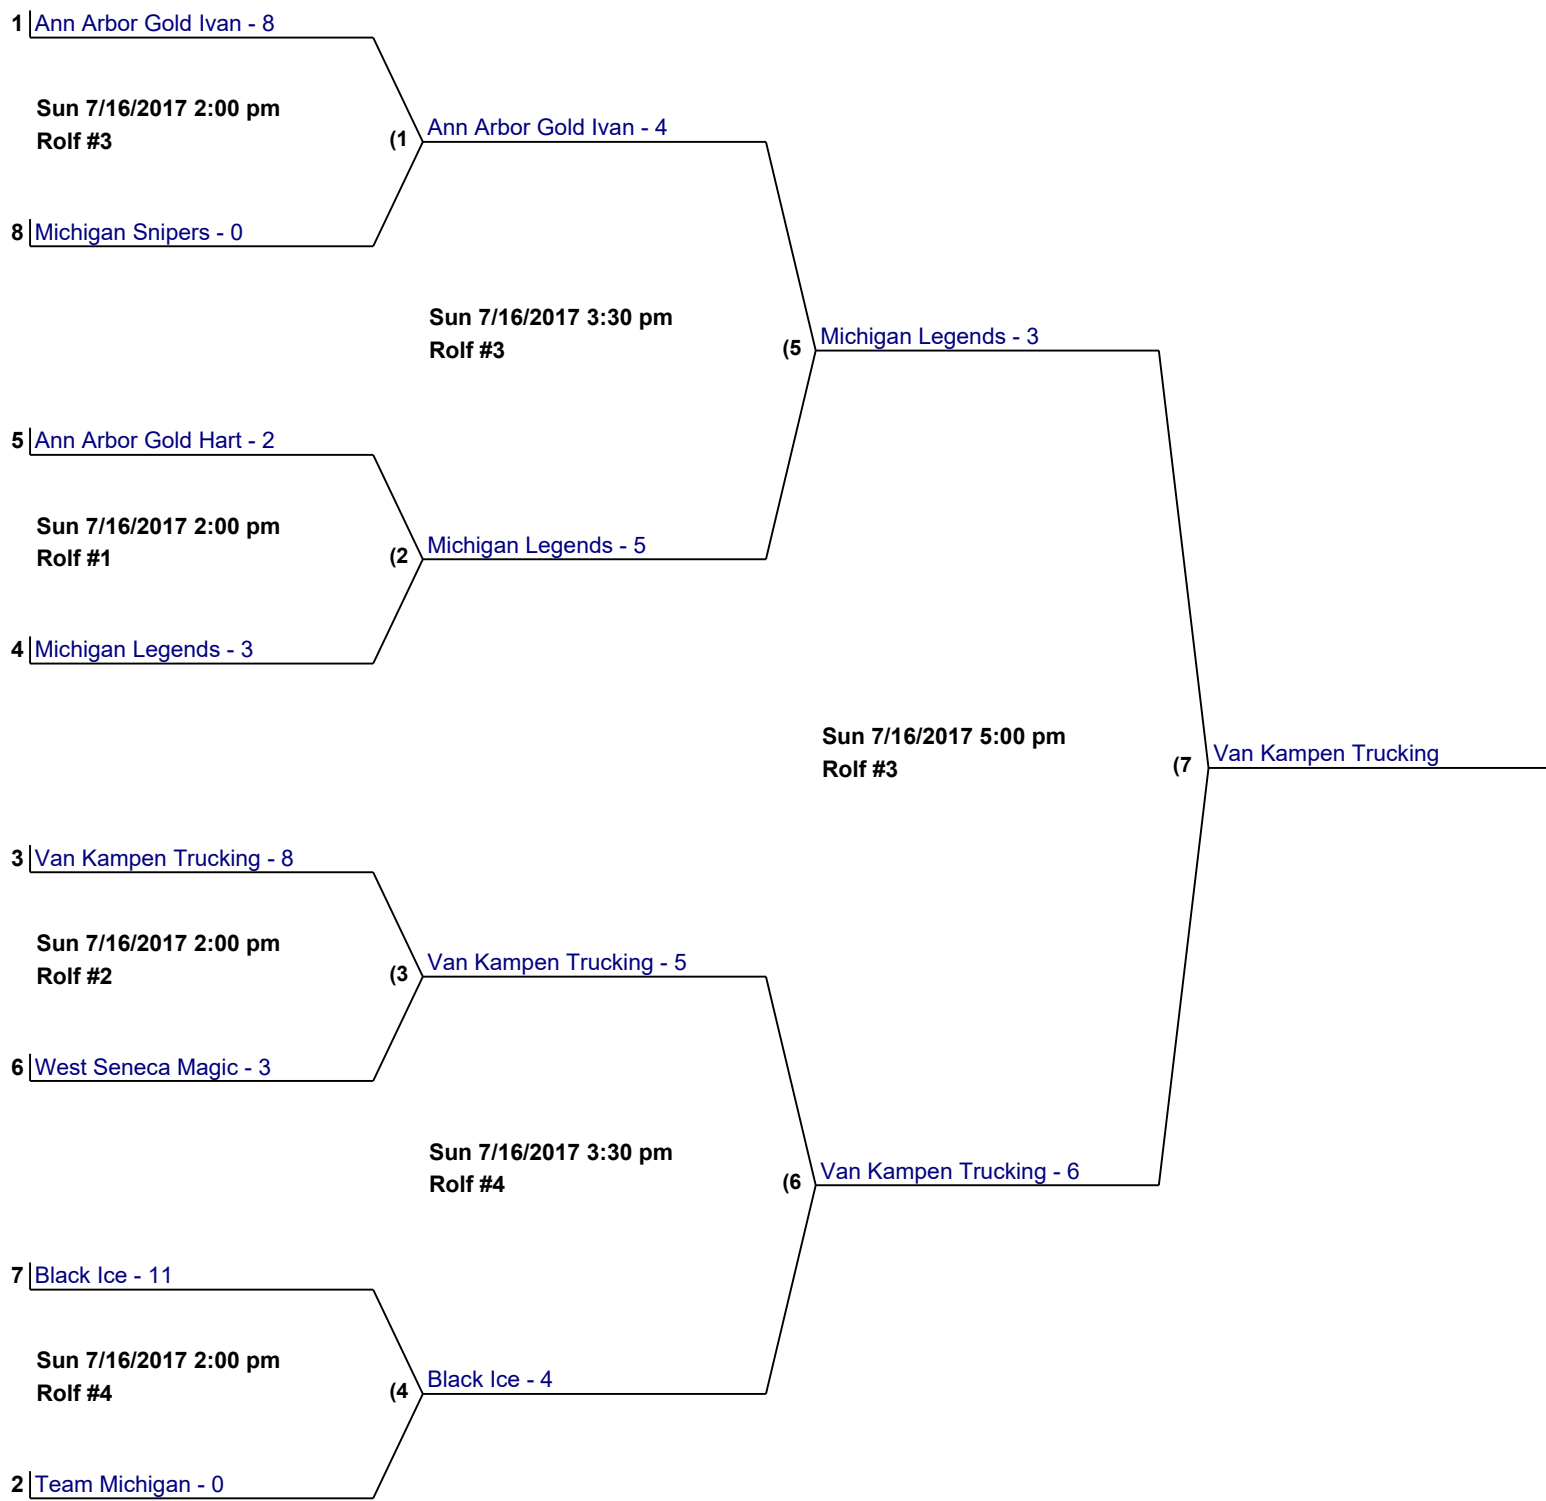 1 Ann Arbor Gold Ivan - 8
Sun 7/16/2017 2:00 pm
Rolf #3
(1
Ann Arbor Gold Ivan - 4
8 Michigan Snipers - 0
Sun 7/16/2017 3:30 pm
Rolf #3
(5
Michigan Legends - 3
5 Ann Arbor Gold Hart - 2
Sun 7/16/2017 2:00 pm
Rolf #1
(2
Michigan Legends - 5
4 Michigan Legends - 3
Sun 7/16/2017 5:00 pm
Rolf #3
(7
Van Kampen Trucking
3 Van Kampen Trucking - 8
Sun 7/16/2017 2:00 pm
Rolf #2
(3
Van Kampen Trucking - 5
6 West Seneca Magic - 3
Sun 7/16/2017 3:30 pm
Rolf #4
(6
Van Kampen Trucking - 6
7 Black Ice - 11
Sun 7/16/2017 2:00 pm
Rolf #4
(4
Black Ice - 4
2 Team Michigan - 0